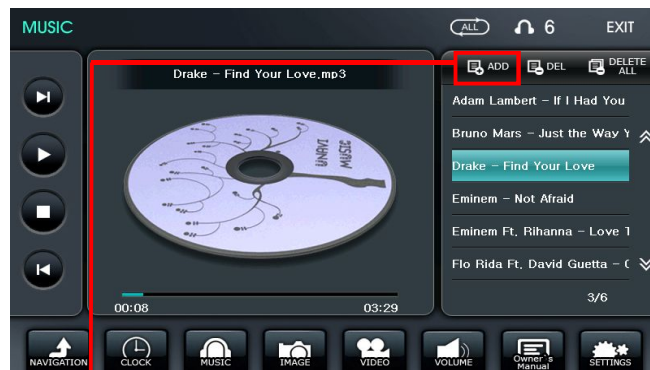 MUSIC
ALL
6
EXIT
ADD
DEL
DELETE ALL
Drake - Find Your Love.mp3
Adam Lambert - If I Had You
Bruno Mars - Just the Way Y
Drake - Find Your Love
Eminem - Not Afraid
Eminem Ft. Rihanna - Love T
Flo Rida Ft. David Guetta - C
UNAVI
MUSIC
00:08
03:29
3/6
NAVIGATION
CLOCK
MUSIC
IMAGE
VIDEO
VOLUME
Owner's
Manual
SETTINGS